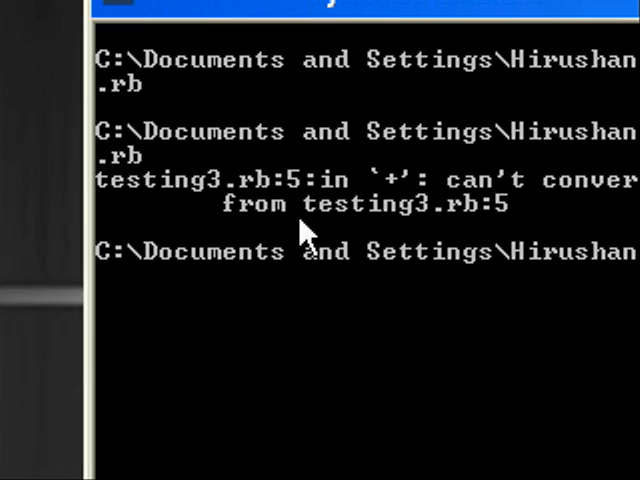 C:\Documents and Settings\Hirushan
.rb
C:\Documents and Settings\Hirushan
.rb
testing3.rb:5:in `+': can't conver
from testing3.rb:5
C:\Documents and Settings\Hirushan